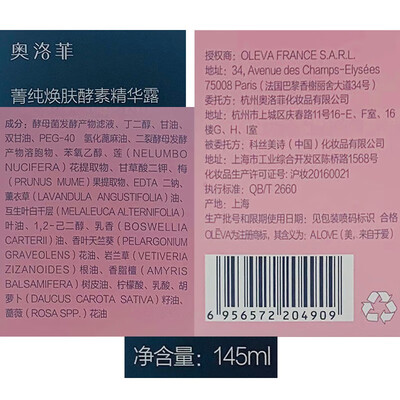 奥洛菲
菁纯焕肤酵素精华露
成分：酵母菌发酵产物滤液、丁二醇、甘油、
双甘油、PEG-40 氢化蓖麻油、二裂酵母发酵
产物溶胞物、苯氧乙醇、莲（NELUMBO
NUCIFERA）花提取物、甘草酸二钾、梅
（PRUNUS MUME）果提取物、EDTA 二钠、
薰衣草（LAVANDULA ANGUSTIFOLIA）油、
互生叶白千层（MELALEUCA ALTERNIFOLIA）
叶油、1,2-己二醇、乳香（BOSWELLIA
CARTERII）油、香叶天竺葵（PELARGONIUM
GRAVEOLENS）花油、岩兰草（VETIVERIA
ZIZANOIDES）根油、香脂檀（AMYRIS
BALSAMIFERA）树皮油、柠檬酸、乳酸、胡
萝卜（DAUCUS CAROTA SATIVA）籽油、
蔷薇（ROSA SPP.）花油
授权商：OLEVA FRANCE S.A.R.L.
地址：34, Avenue des Champs-Elysées
75008 Paris（法国巴黎香榭丽舍大道34号）
委托方：杭州奥洛菲化妆品有限公司
地址：杭州市上城区庆春路11号16-E、F室、16
楼G、H、I室
被委托方：科丝美诗（中国）化妆品有限公司
地址：上海市工业综合开发区环城北路1568号
化妆品生产许可证号：沪妆20160021
执行标准：QB/T 2660
产地：上海
生产批号和限期使用日期：见包装喷码标识 合格
OLÉVA为注册商标，其含义为：A LOVE（美，来自于爱）
6 956572 204909
净含量：145ml